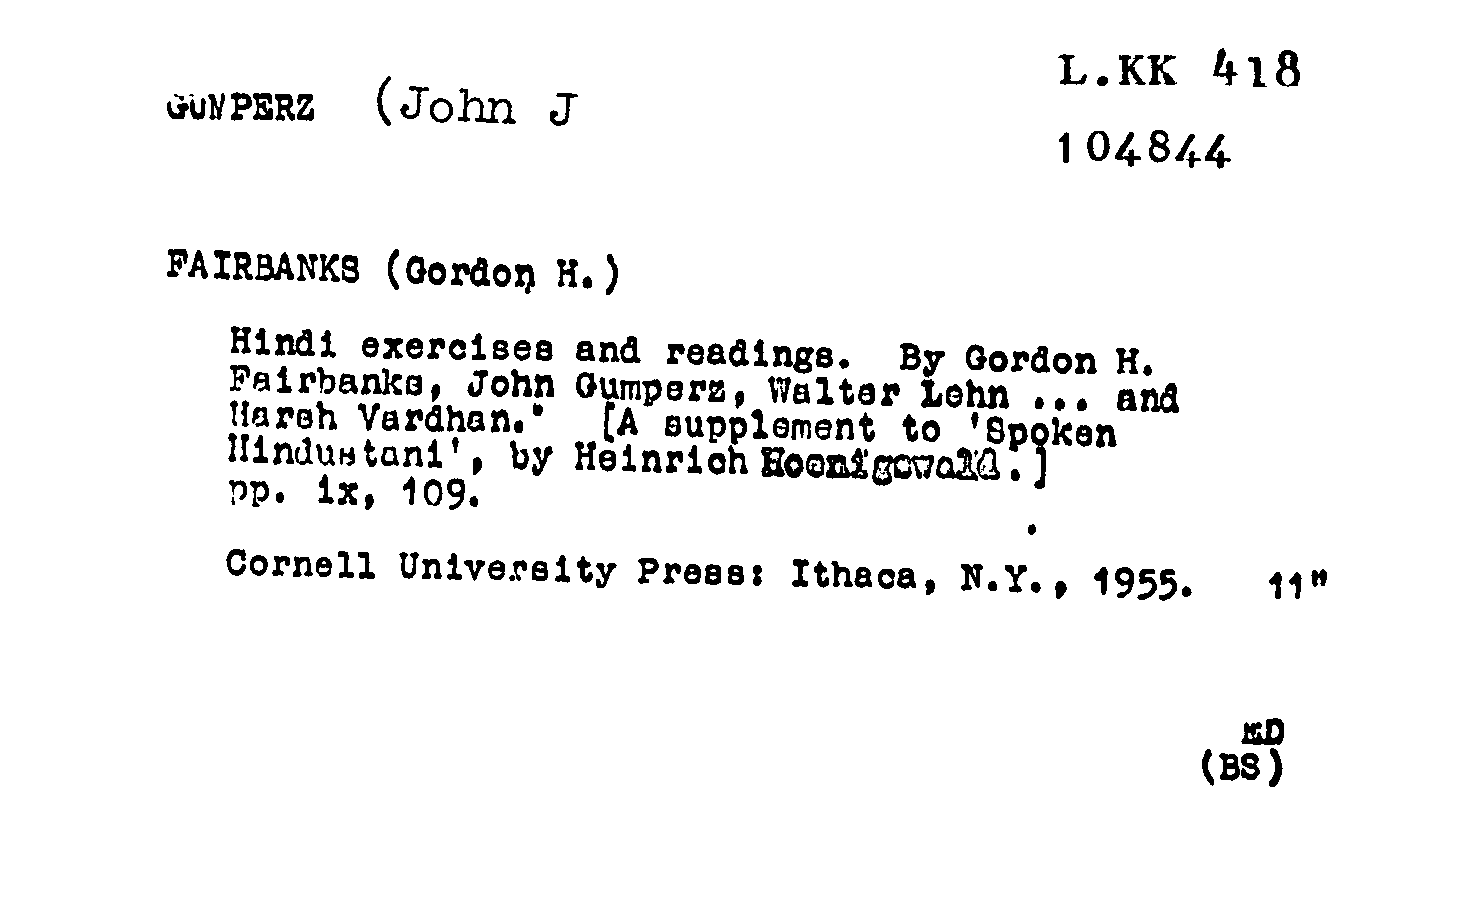 L.KK 418
GUMPERZ (John J
104844
FAIRBANKS (Gordon H.)
Hindi exercises and readings. By Gordon H.
Fairbanks, John Gumperz, Walter Lehn ... and
Harsh Vardhan." [A supplement to 'Spoken
Hindustani', by Heinrich Hoenigswald.]
pp. ix, 109.
Cornell University Press: Ithaca, N.Y., 1955. 11"
ED
(BS)